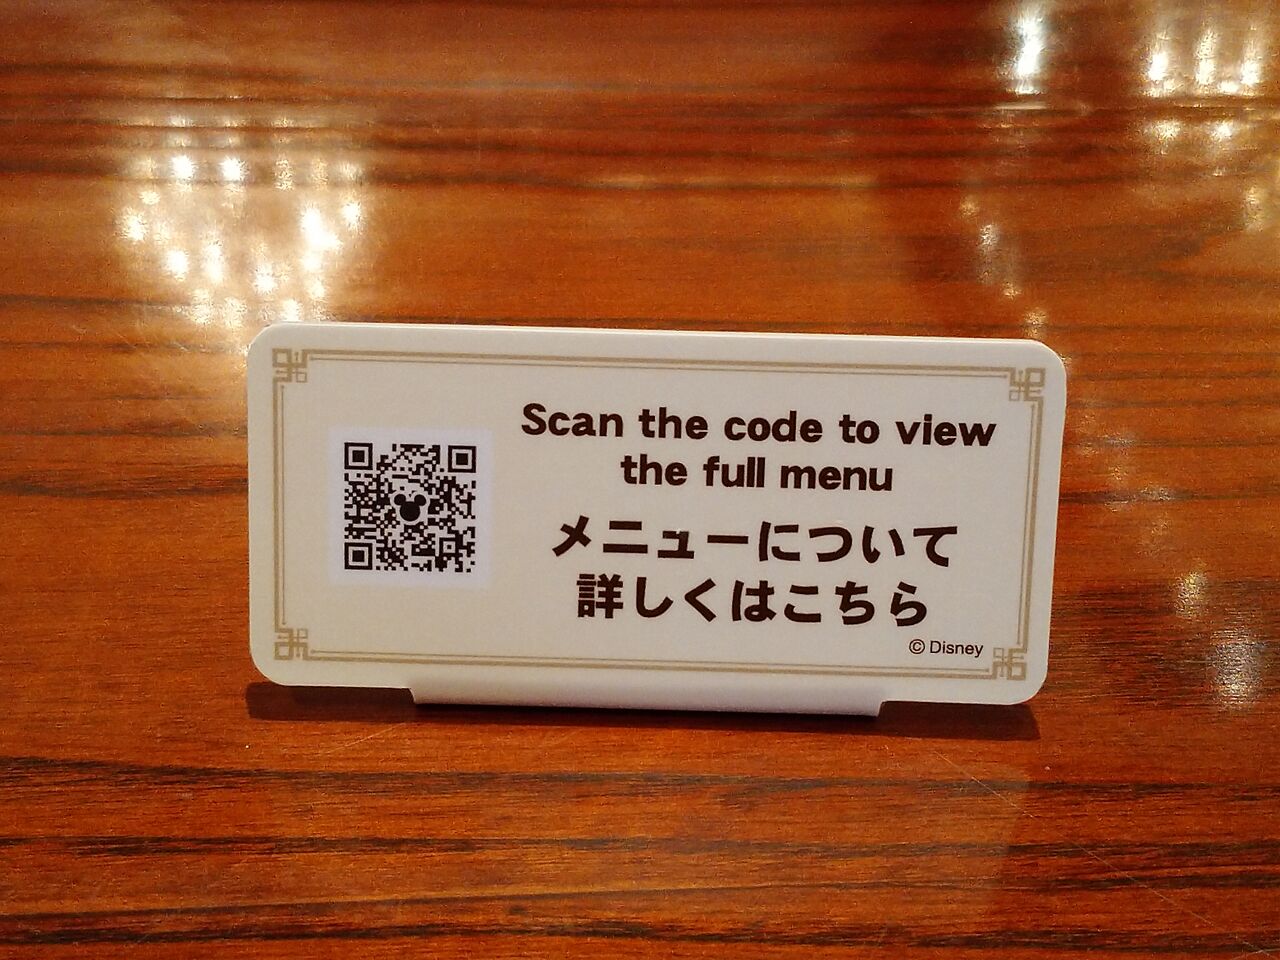 Scan the code to view
the full menu
メニューについて
詳しくはこちら
© Disney